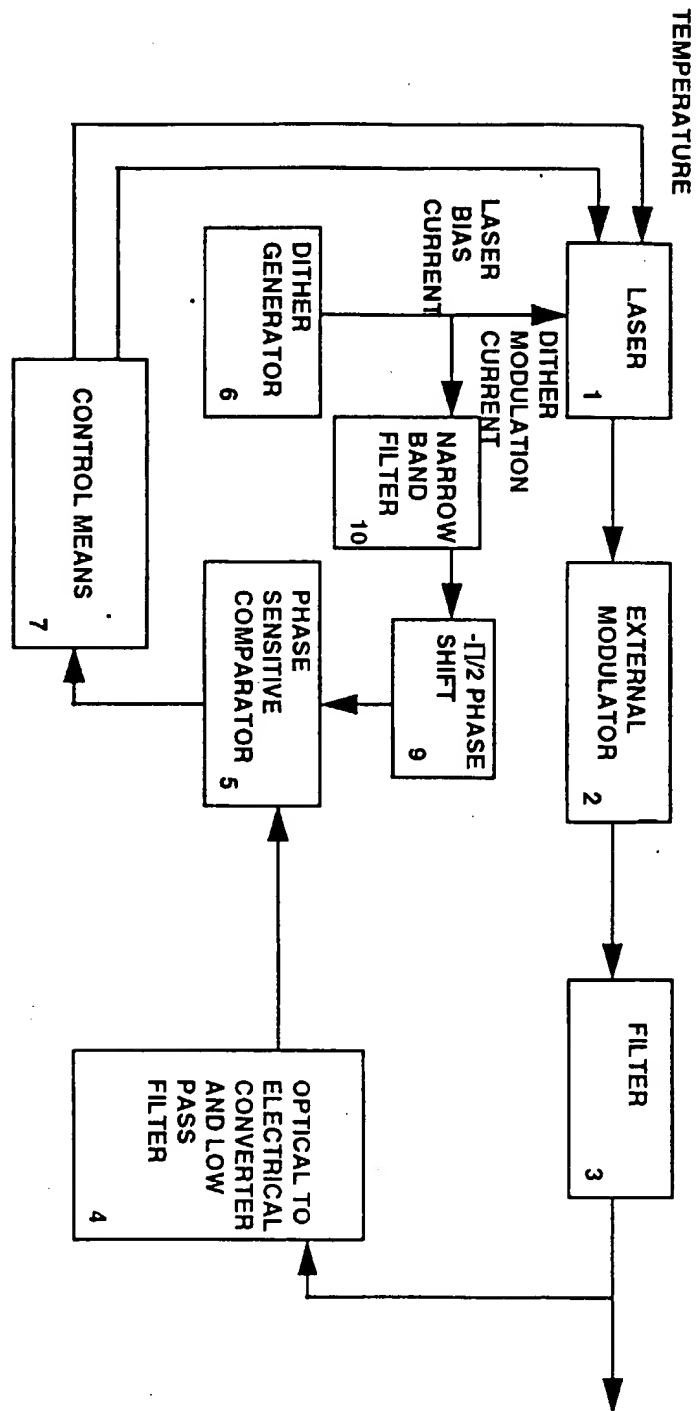 TEMPERATURE
LASER
1
EXTERNAL
MODULATOR
2
FILTER
3
LASER
BIAS
CURRENT
DITHER
MODULATION
CURRENT
DITHER
GENERATOR
6
NARROW
BAND
FILTER
10
-∏/2 PHASE
SHIFT
9
CONTROL MEANS
7
PHASE
SENSITIVE
COMPARATOR
5
OPTICAL TO
ELECTRICAL
CONVERTER
AND LOW
PASS
FILTER
4